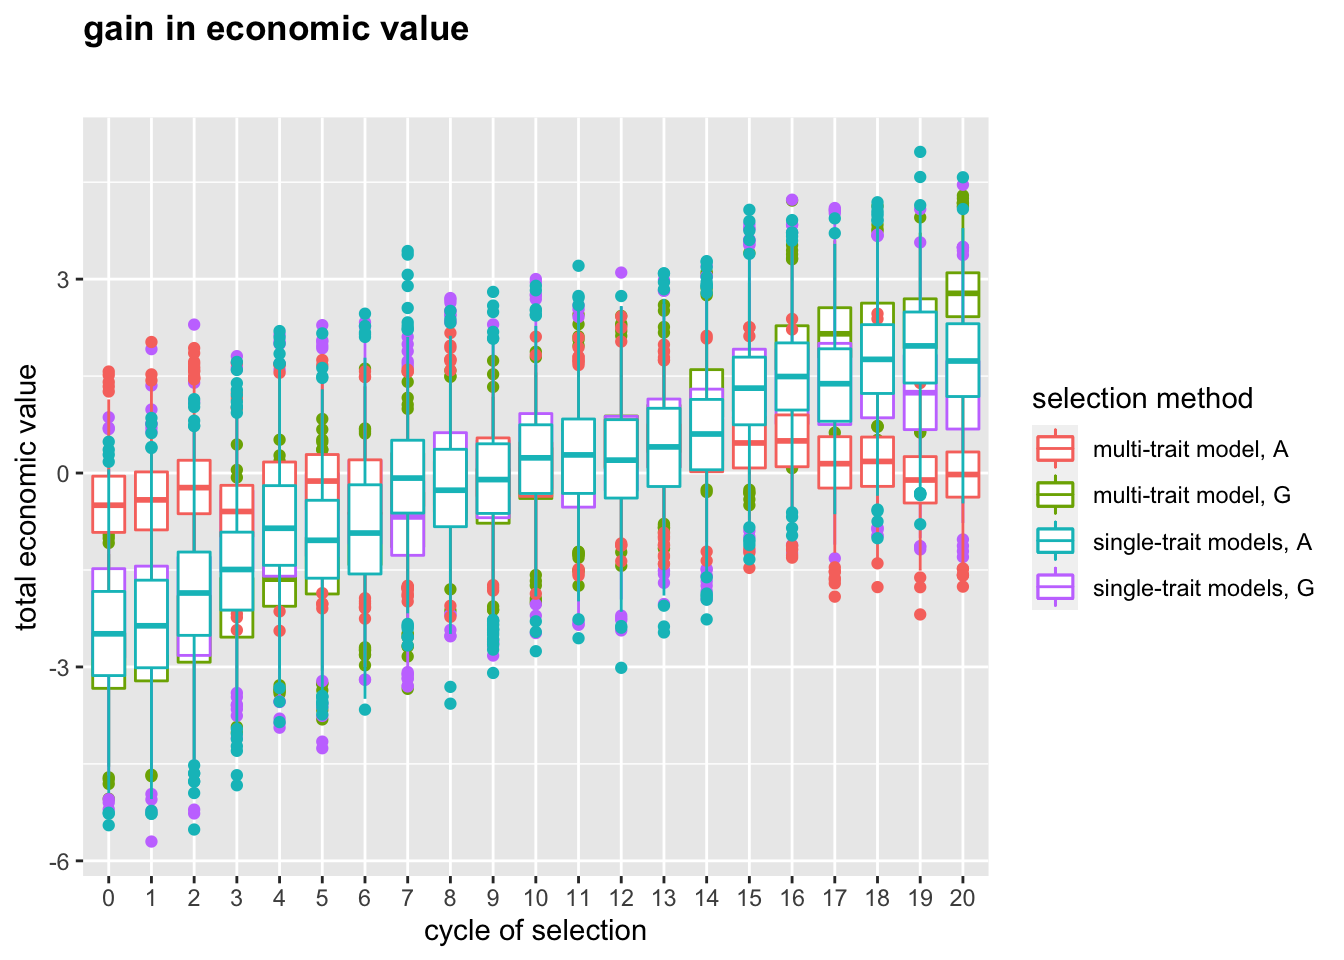 gain in economic value
total economic value
3
0
-3
-6
0 1 2 3 4 5 6 7 8 9 10 11 12 13 14 15 16 17 18 19 20
cycle of selection
selection method
multi-trait model, A
multi-trait model, G
single-trait models, A
single-trait models, G